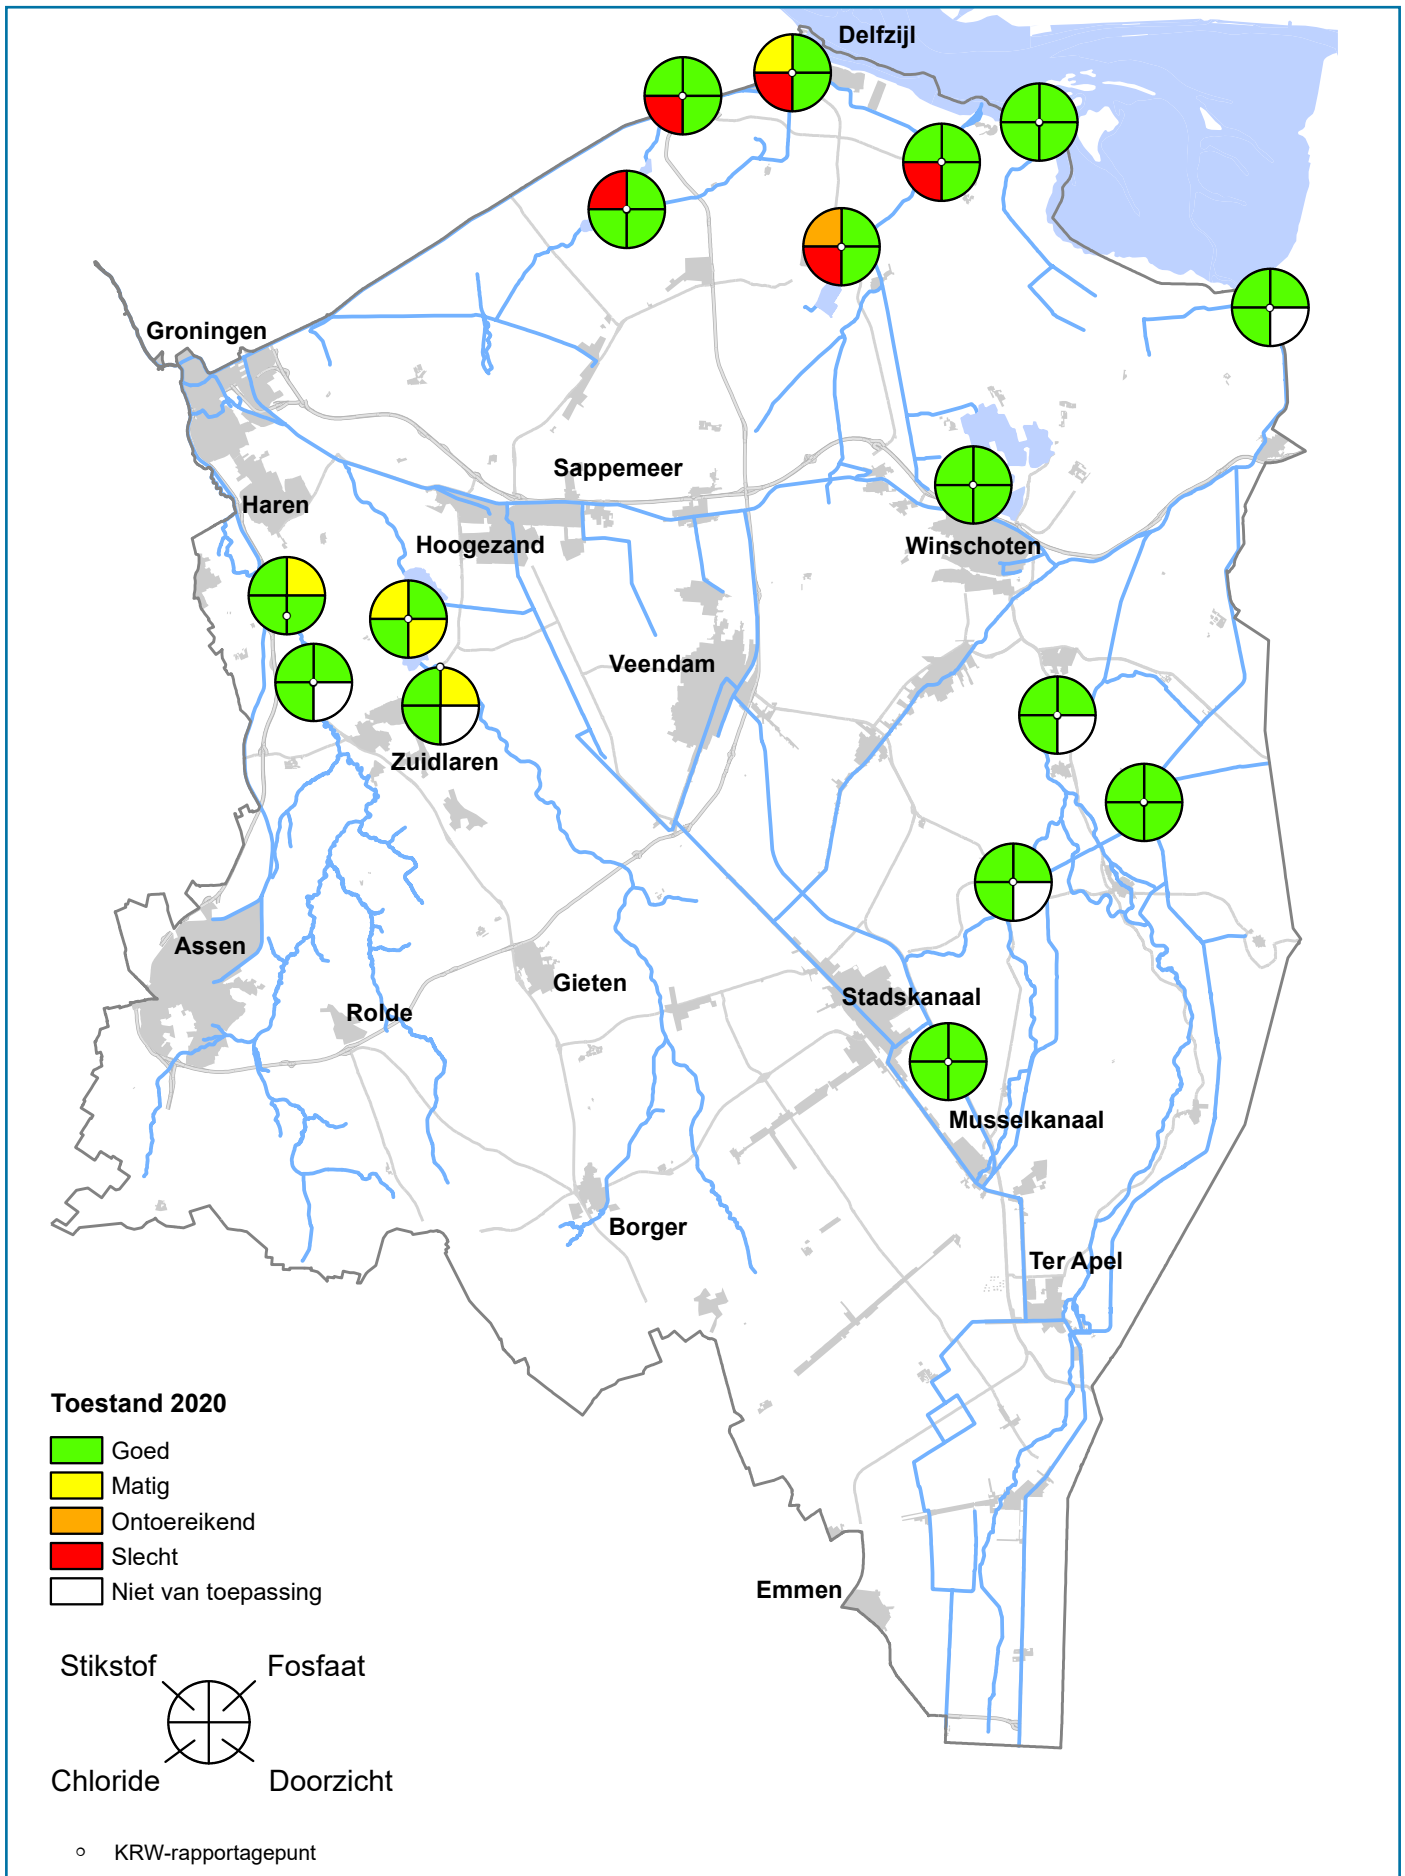 Delfzijl
Groningen
Sappemeer
Haren
Hoogezand
Winschoten
Veendam
Zuidlaren
Assen
Gieten
Stadskanaal
Rolde
Musselkanaal
Borger
Ter Apel
Toestand 2020
Goed
Matig
Ontoereikend
Slecht
Niet van toepassing
Emmen
Stikstof
Fosfaat
Chloride
Doorzicht
KRW-rapportagepunt